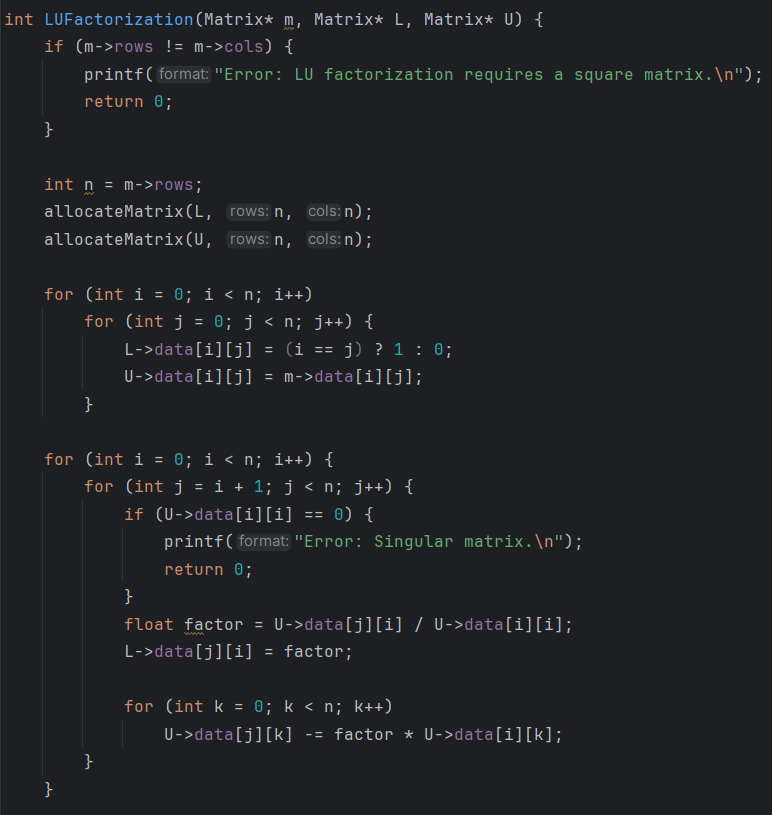 int LUFactorization(Matrix* m, Matrix* L, Matrix* U) {
    if (m->rows != m->cols) {
        printf( format: "Error: LU factorization requires a square matrix.\n");
        return 0;
    }

    int n = m->rows;
    allocateMatrix(L, rows: n, cols: n);
    allocateMatrix(U, rows: n, cols: n);

    for (int i = 0; i < n; i++)
        for (int j = 0; j < n; j++) {
            L->data[i][j] = (i == j) ? 1 : 0;
            U->data[i][j] = m->data[i][j];
        }

    for (int i = 0; i < n; i++) {
        for (int j = i + 1; j < n; j++) {
            if (U->data[i][i] == 0) {
                printf( format: "Error: Singular matrix.\n");
                return 0;
            }
            float factor = U->data[j][i] / U->data[i][i];
            L->data[j][i] = factor;

            for (int k = 0; k < n; k++)
                U->data[j][k] -= factor * U->data[i][k];
        }
    }